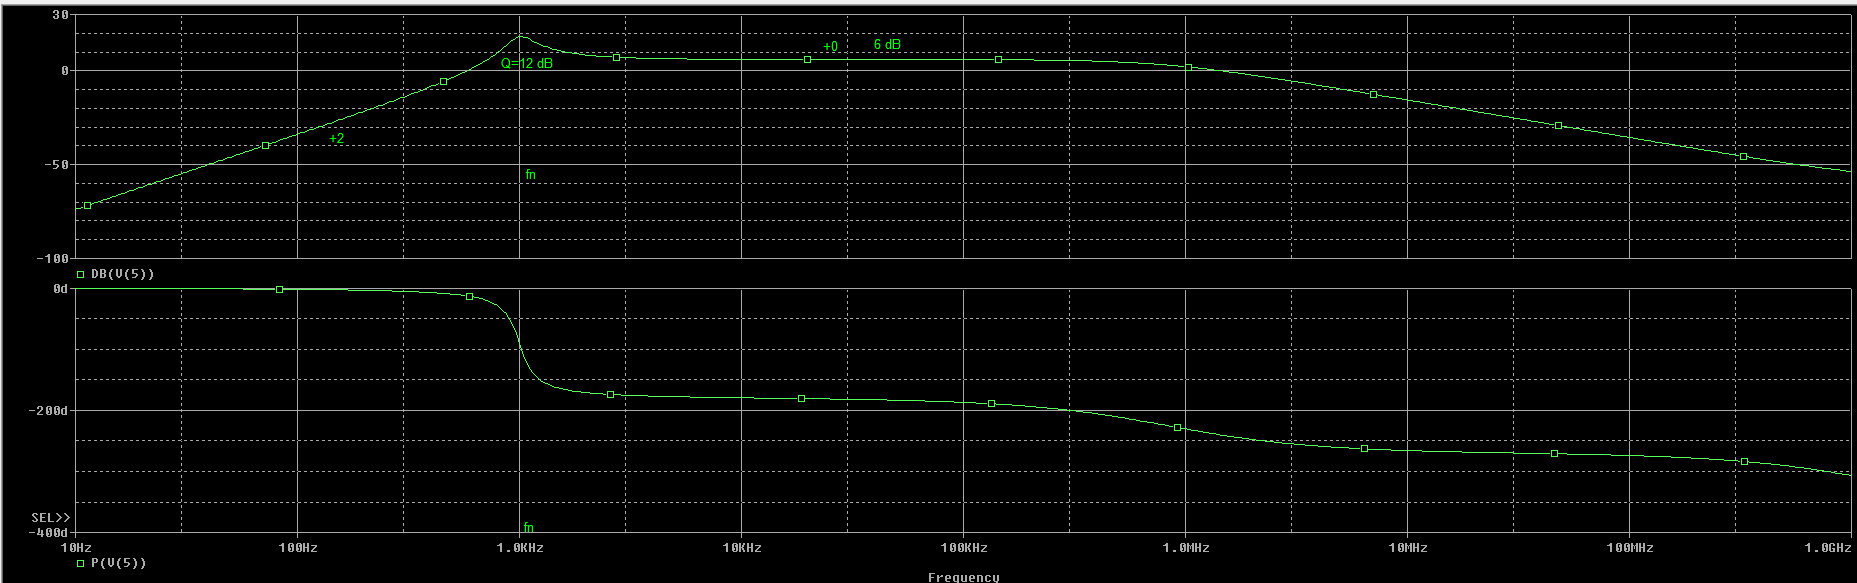 30
+0 6 dB
Q=12 dB
0
+2
-50
fn
-100
DB(V(5))
0d
-200d
SEL>>
fn
-400d
10Hz 100Hz 1.0KHz 10KHz 100KHz 1.0MHz 10MHz 100MHz 1.0GHz
P(V(5))
Frequency